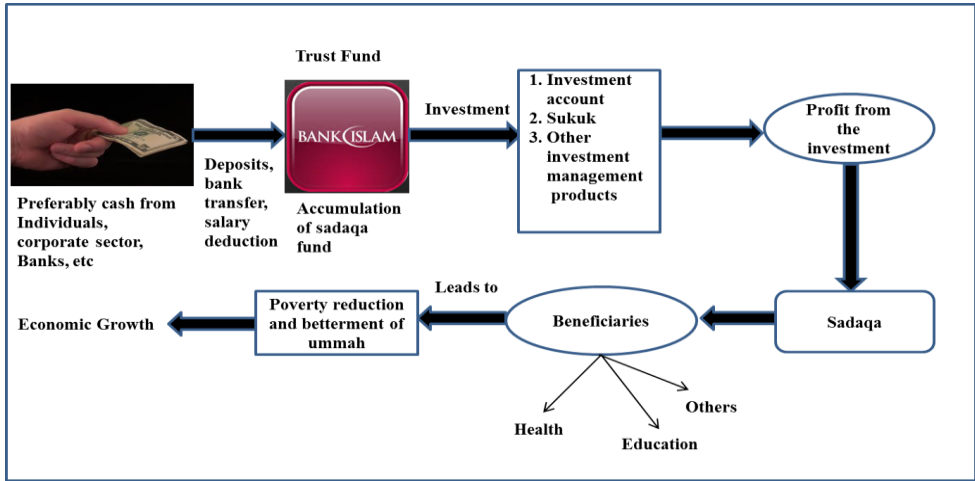 Trust Fund
BANK ISLAM
Preferably cash from
Individuals,
corporate sector,
Banks, etc
Deposits,
bank
transfer,
salary
deduction
Accumulation
of sadaqa
fund
Investment
1. Investment
account
2. Sukuk
3. Other
investment
management
products
Profit from
the
investment
Sadaqa
Beneficiaries
Health
Education
Others
Leads to
Poverty reduction
and betterment of
ummah
Economic Growth